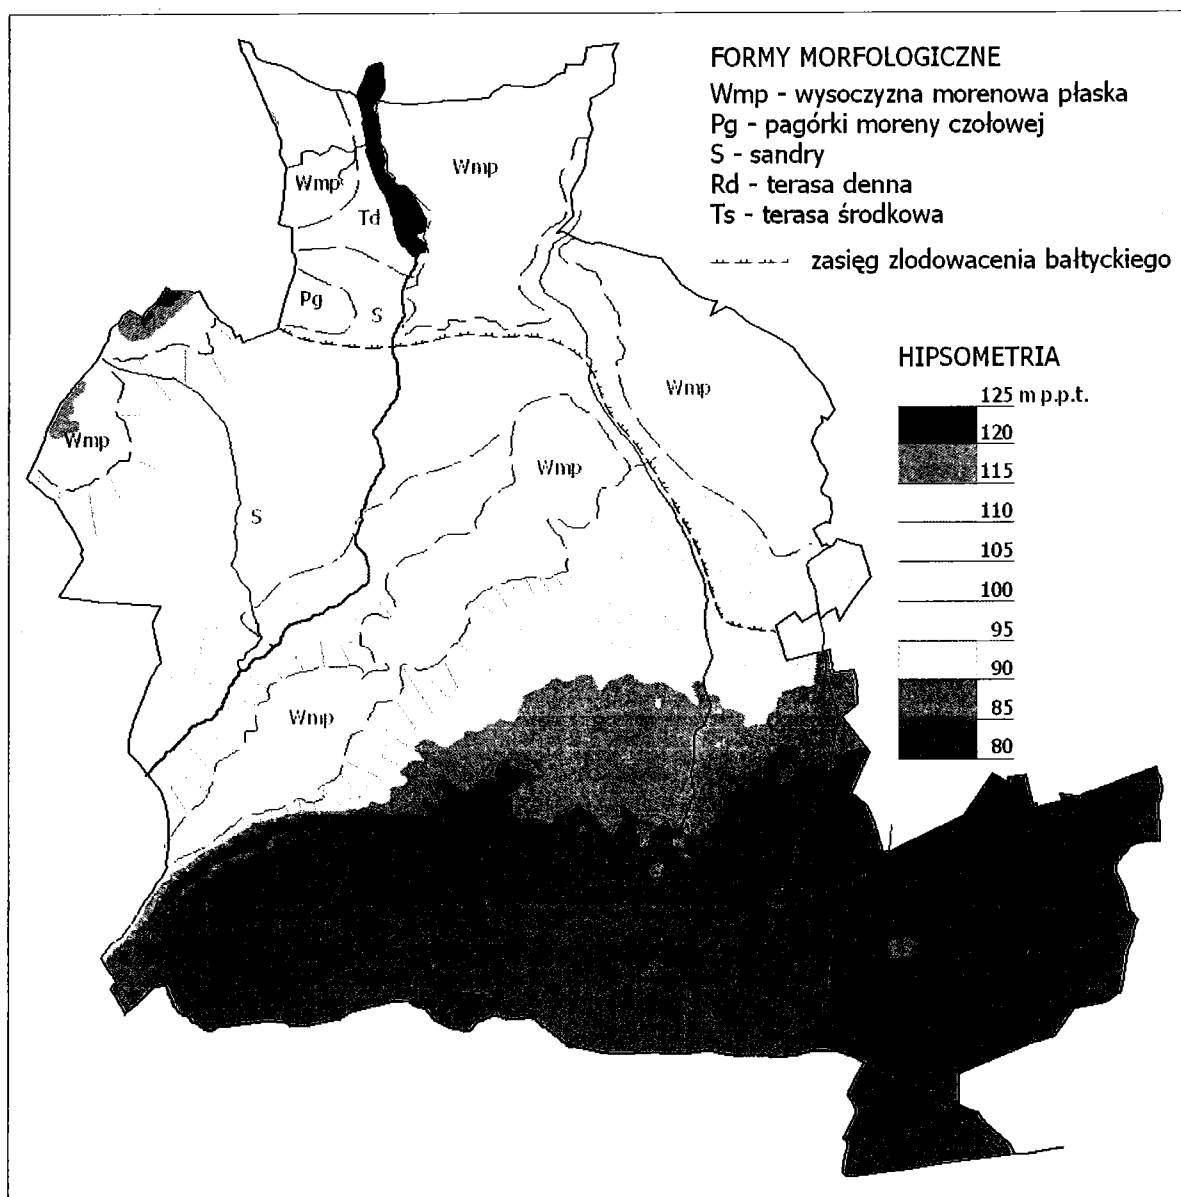 FORMY MORFOLOGICZNE
Wmp - wysoczyzna morenowa płaska
Pg - pagórki moreny czołowej
S - sandry
Rd - terasa denna
Ts - terasa środkowa
zasięg zlodowacenia bałtyckiego
Wmp
Wmp
Td
Pg
S
HIPSOMETRIA
125 m p.p.t.
120
115
110
105
100
95
90
85
80
Wmp
Wmp
Wmp
S
Wmp